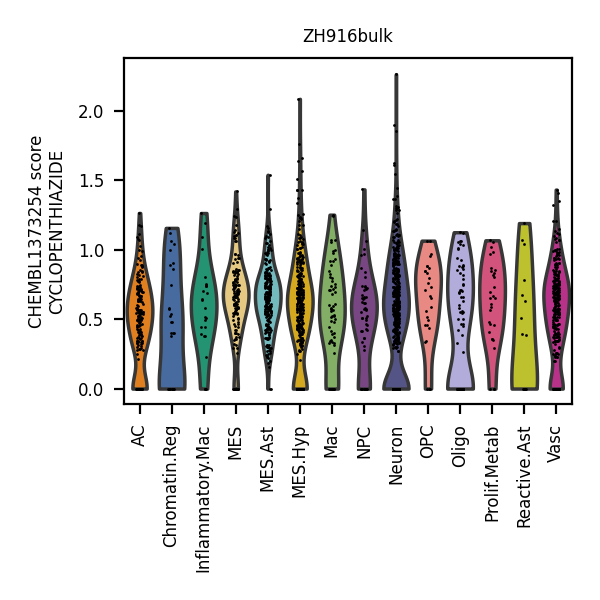 ZH916bulk
CHEMBL1373254 score
CYCLOPENTHIAZIDE
2.0
1.5
1.0
0.5
0.0
AC
Chromatin.Reg
Inflammatory.Mac
MES
MES.Ast
MES.Hyp
Mac
NPC
Neuron
OPC
Oligo
Prolif.Metab
Reactive.Ast
Vasc